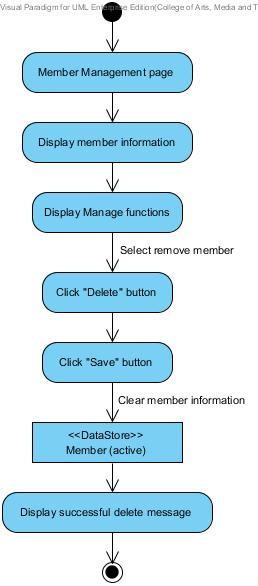 Visual Paradigm for UML Enterprise Edition(College of Arts, Media and T
Member Management page
Display member information
Display Manage functions
Select remove member
Click "Delete" button
Click "Save" button
Clear member information
<<DataStore>>
Member (active)
Display successful delete message